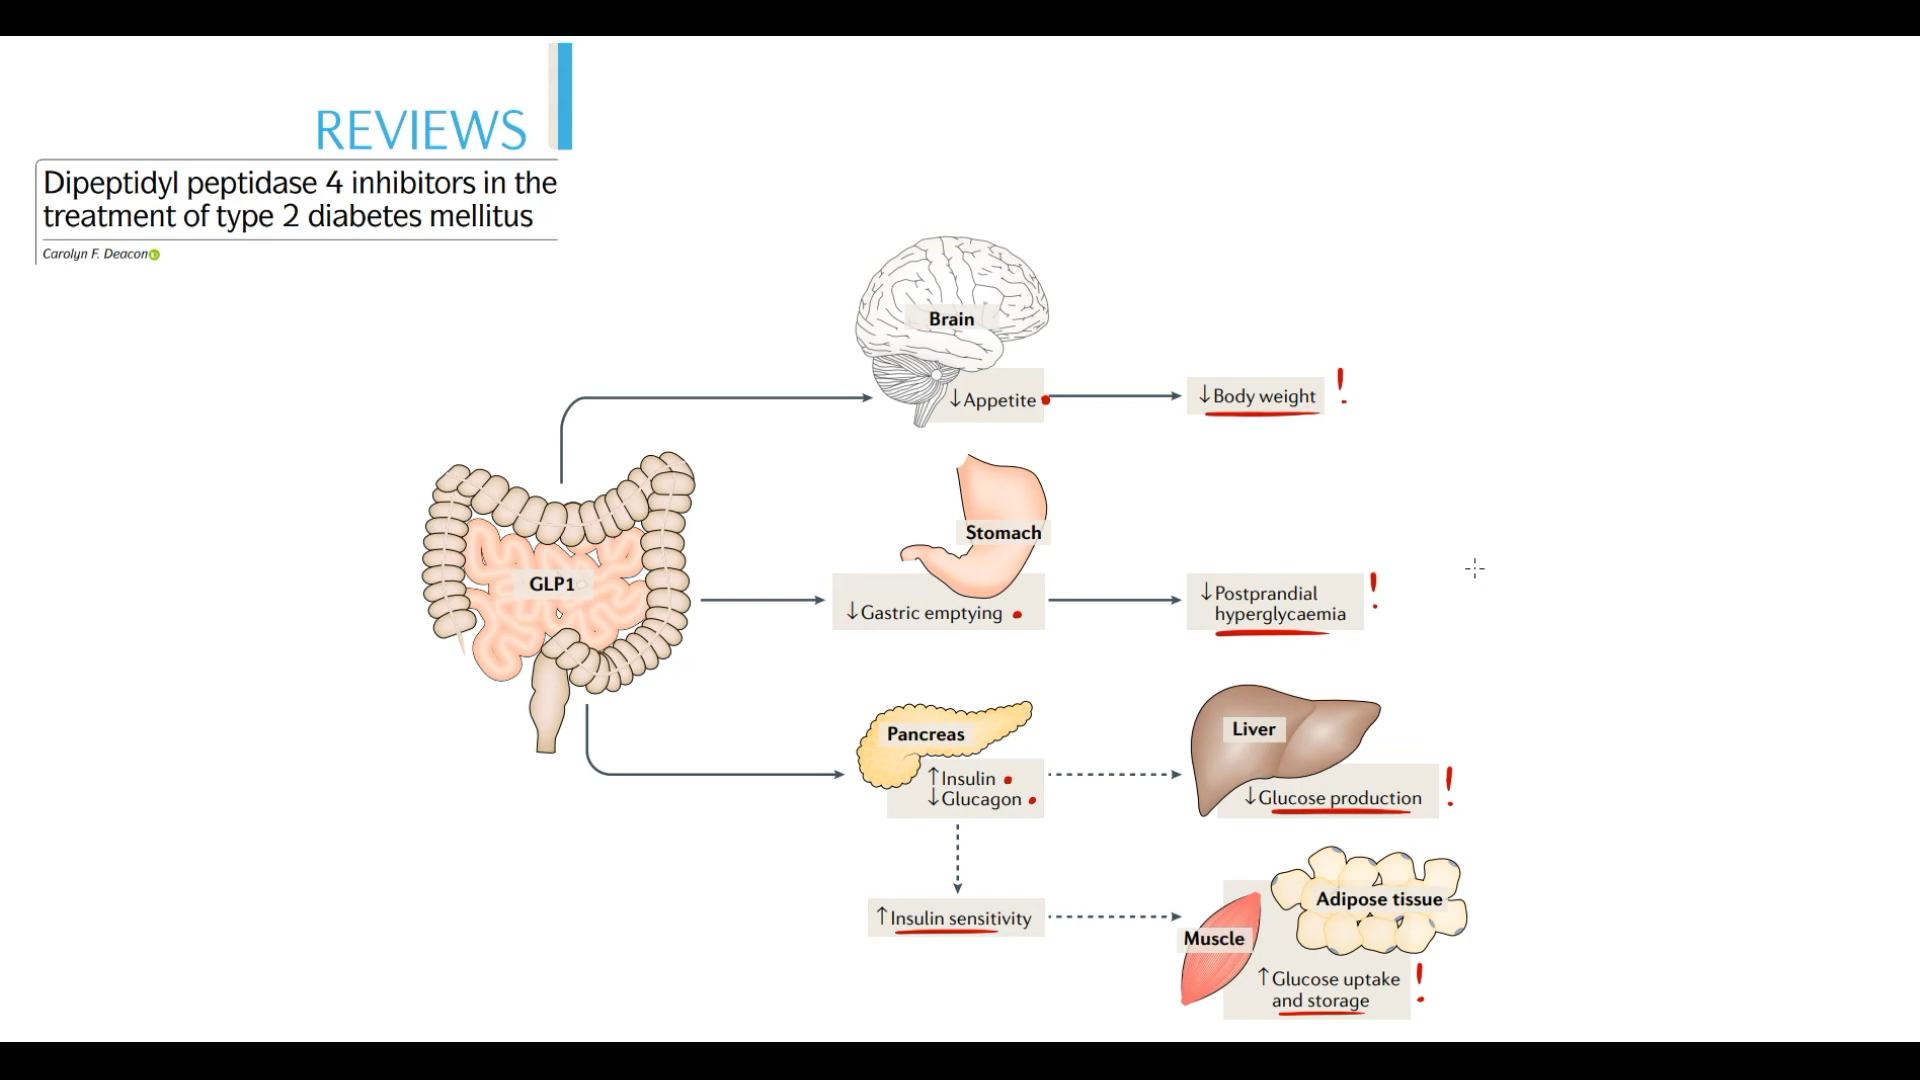 REVIEWS
Dipeptidyl peptidase 4 inhibitors in the
treatment of type 2 diabetes mellitus
Carolyn F. Deacon
Brain
↓Appetite
↓Body weight
!
GLP1
Stomach
↓Gastric emptying
↓Postprandial
hyperglycaemia
!
Pancreas
↑Insulin
↓Glucagon
Liver
↓Glucose production
!
↑Insulin sensitivity
Adipose tissue
Muscle
↑Glucose uptake
and storage
!